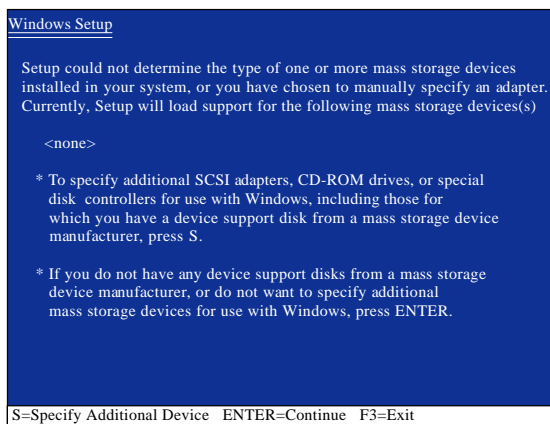 Windows Setup
Setup could not determine the type of one or more mass storage devices
installed in your system, or you have chosen to manually specify an adapter.
Currently, Setup will load support for the following mass storage devices(s)
<none>
* To specify additional SCSI adapters, CD-ROM drives, or special
disk controllers for use with Windows, including those for
which you have a device support disk from a mass storage device
manufacturer, press S.
* If you do not have any device support disks from a mass storage
device manufacturer, or do not want to specify additional
mass storage devices for use with Windows, press ENTER.
S=Specify Additional Device ENTER=Continue F3=Exit